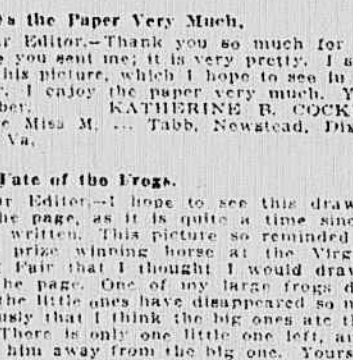 s the Paper Very Much.
r Editor.—Thank you so much for
e you sent me; it is very pretty. I s
his picture, which I hope to see in
r. I enjoy the paper very much. Y
ber. KATHERINE B. COCK
e Miss M. ... Tabb, Newstead, Di
Va.
Fate of the Frogs.
r Editor,—I hope to see this draw
he page, as it is quite a time sin
written. This picture so reminded
prize winning horse at the Virg
Fair that I thought I would draw
he page. One of my large frogs d
the little ones have disappeared so m
usly that I think the big ones ate t
There is only one little one left, a
him away from the big one. Yours